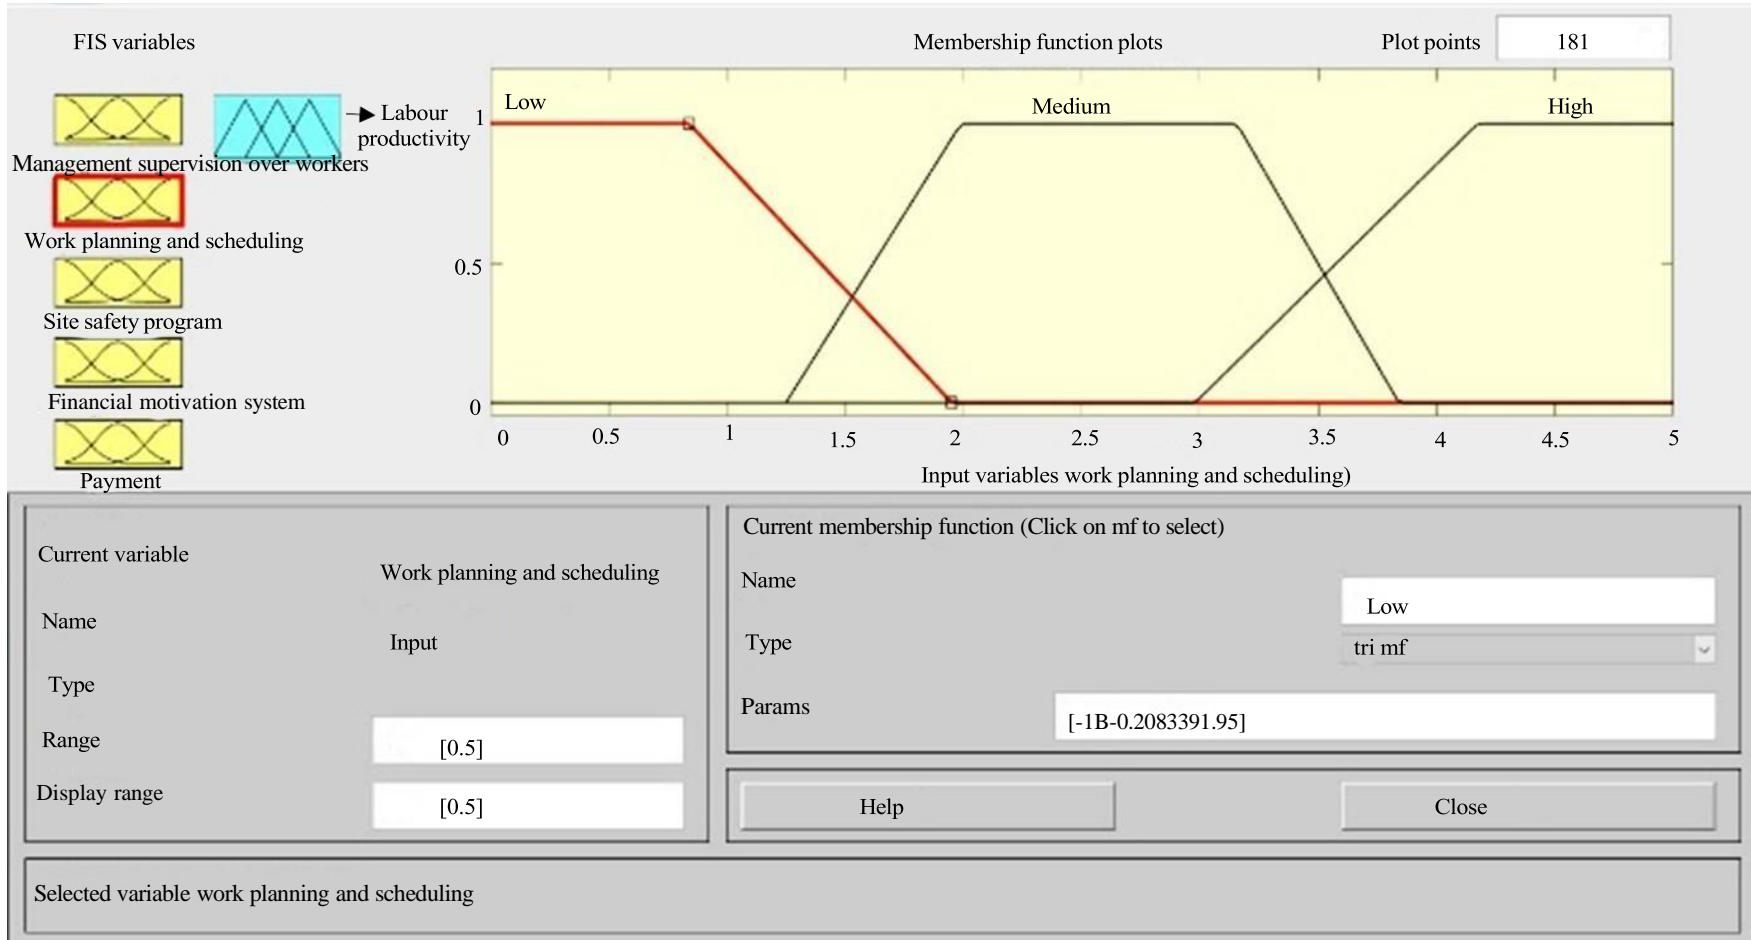 FIS variables
Membership function plots
Plot points 181
Labour
productivity
Management supervision over workers
Work planning and scheduling
Site safety program
Financial motivation system
Payment
Low Medium High
1
0.5
0
0 0.5 1 1.5 2 2.5 3 3.5 4 4.5 5
Input variables work planning and scheduling)
Current variable
Work planning and scheduling
Name
Input
Type
Range [0.5]
Display range [0.5]
Current membership function (Click on mf to select)
Name
Low
Type tri mf
Params [-1B-0.2083391.95]
Help Close
Selected variable work planning and scheduling